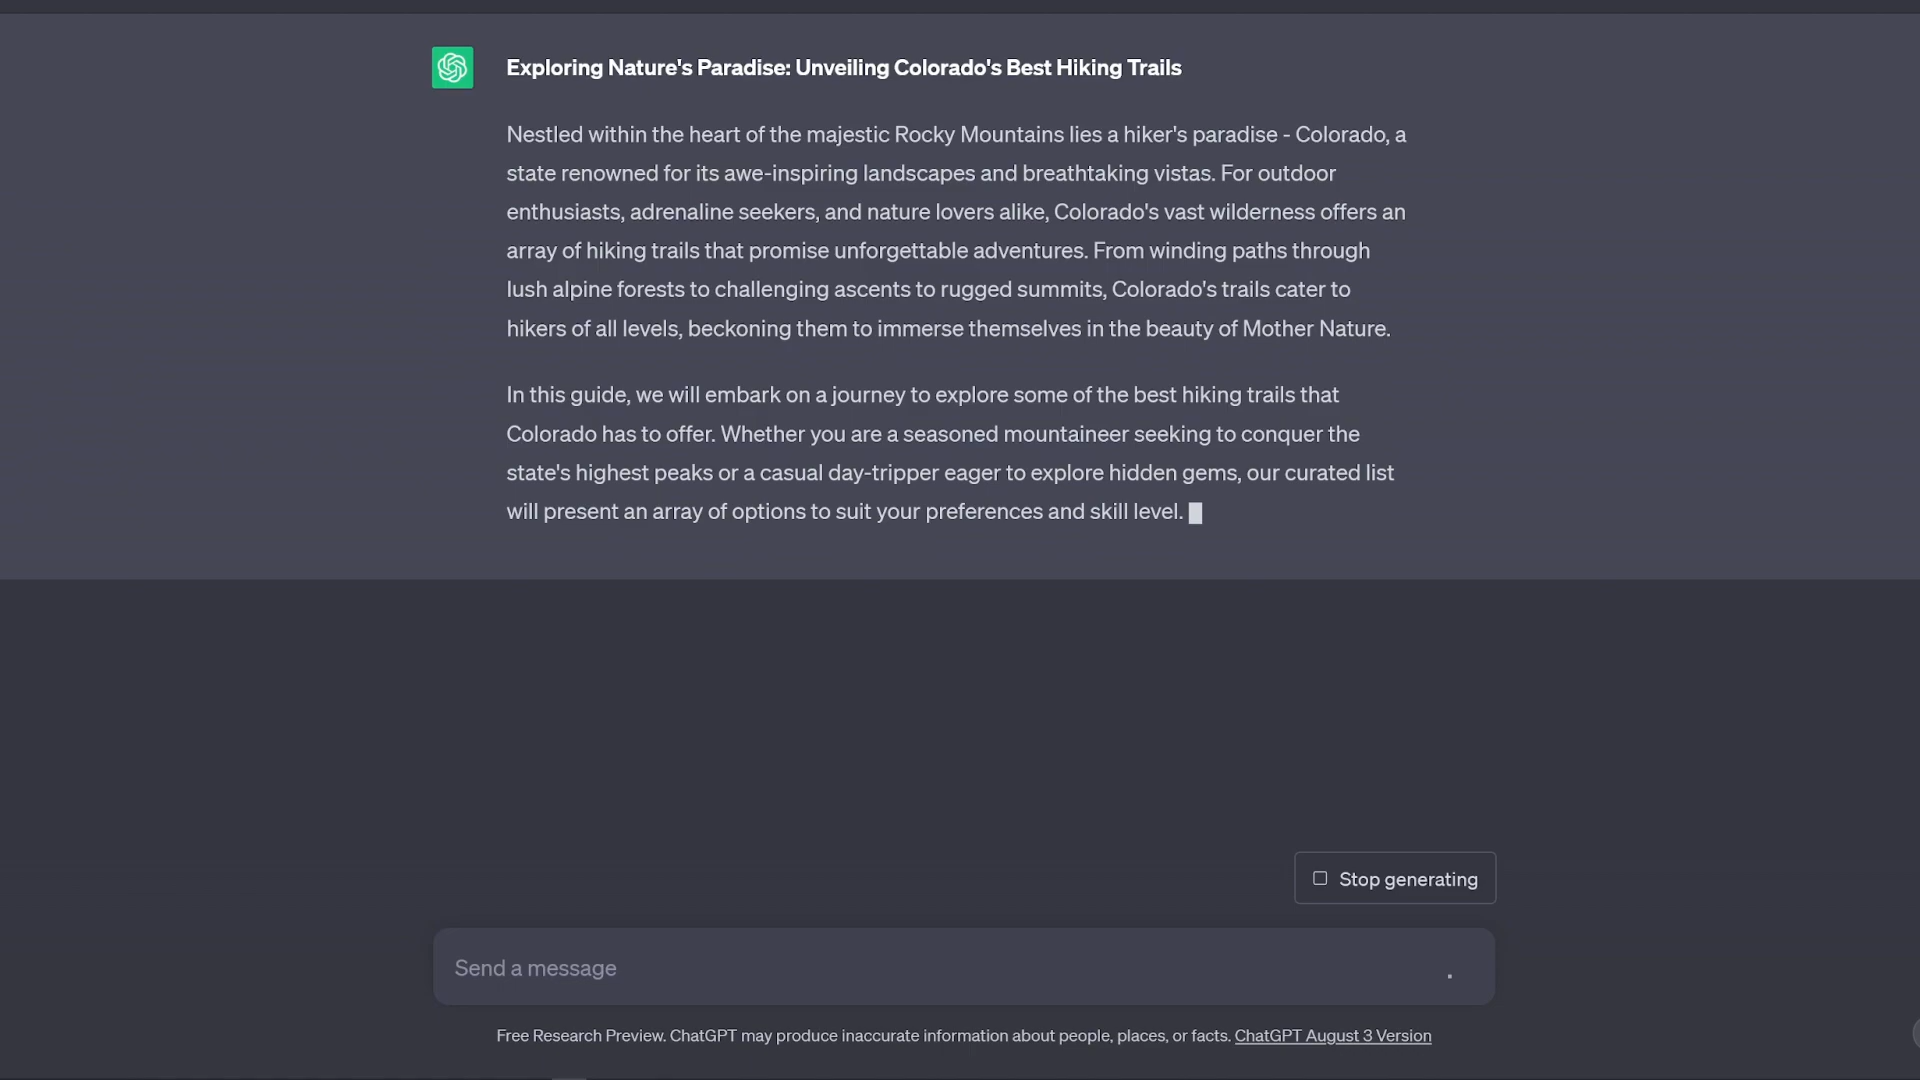 Exploring Nature's Paradise: Unveiling Colorado's Best Hiking Trails
Nestled within the heart of the majestic Rocky Mountains lies a hiker's paradise - Colorado, a
state renowned for its awe-inspiring landscapes and breathtaking vistas. For outdoor
enthusiasts, adrenaline seekers, and nature lovers alike, Colorado's vast wilderness offers an
array of hiking trails that promise unforgettable adventures. From winding paths through
lush alpine forests to challenging ascents to rugged summits, Colorado's trails cater to
hikers of all levels, beckoning them to immerse themselves in the beauty of Mother Nature.
In this guide, we will embark on a journey to explore some of the best hiking trails that
Colorado has to offer. Whether you are a seasoned mountaineer seeking to conquer the
state's highest peaks or a casual day-tripper eager to explore hidden gems, our curated list
will present an array of options to suit your preferences and skill level.
Stop generating
Send a message
Free Research Preview. ChatGPT may produce inaccurate information about people, places, or facts. ChatGPT August 3 Version